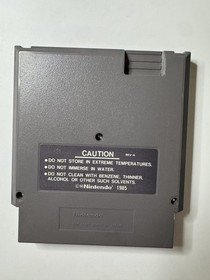 CAUTION
REV-A
• DO NOT STORE IN EXTREME TEMPERATURES.
• DO NOT IMMERSE IN WATER.
• DO NOT CLEAN WITH BENZENE, THINNER,
ALCOHOL OR OTHER SUCH SOLVENTS.
©®Nintendo 1985